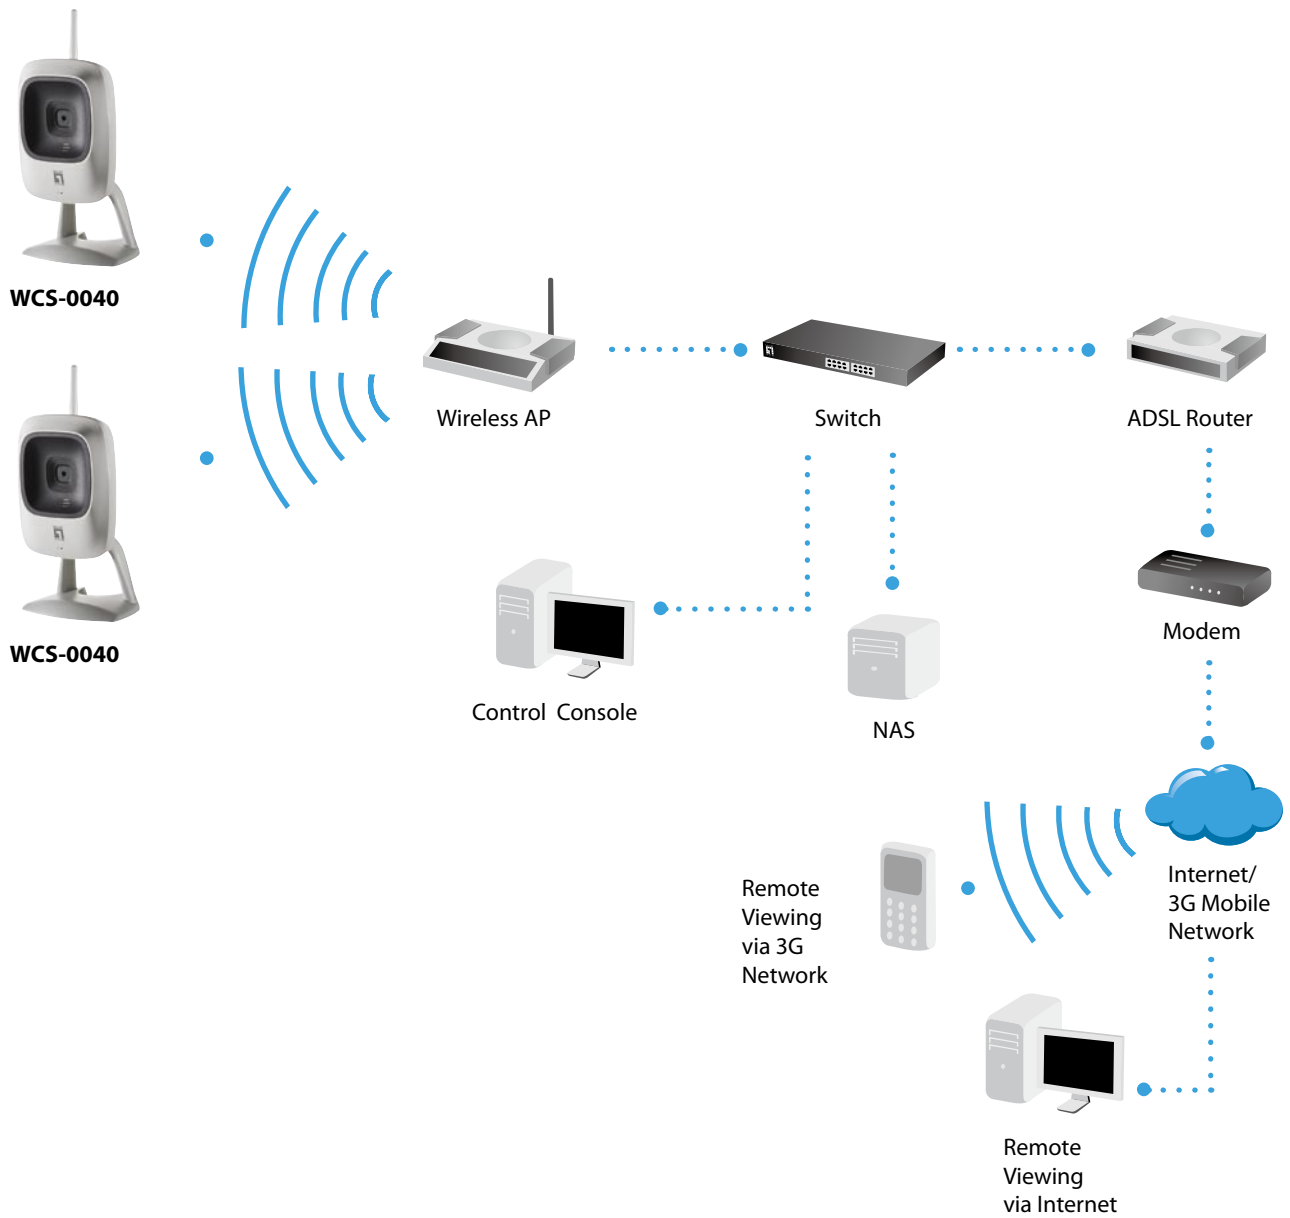 WCS-0040
Wireless AP
Switch
ADSL Router
WCS-0040
Modem
Control Console
NAS
Internet/
3G Mobile
Network
Remote
Viewing
via 3G
Network
Remote
Viewing
via Internet